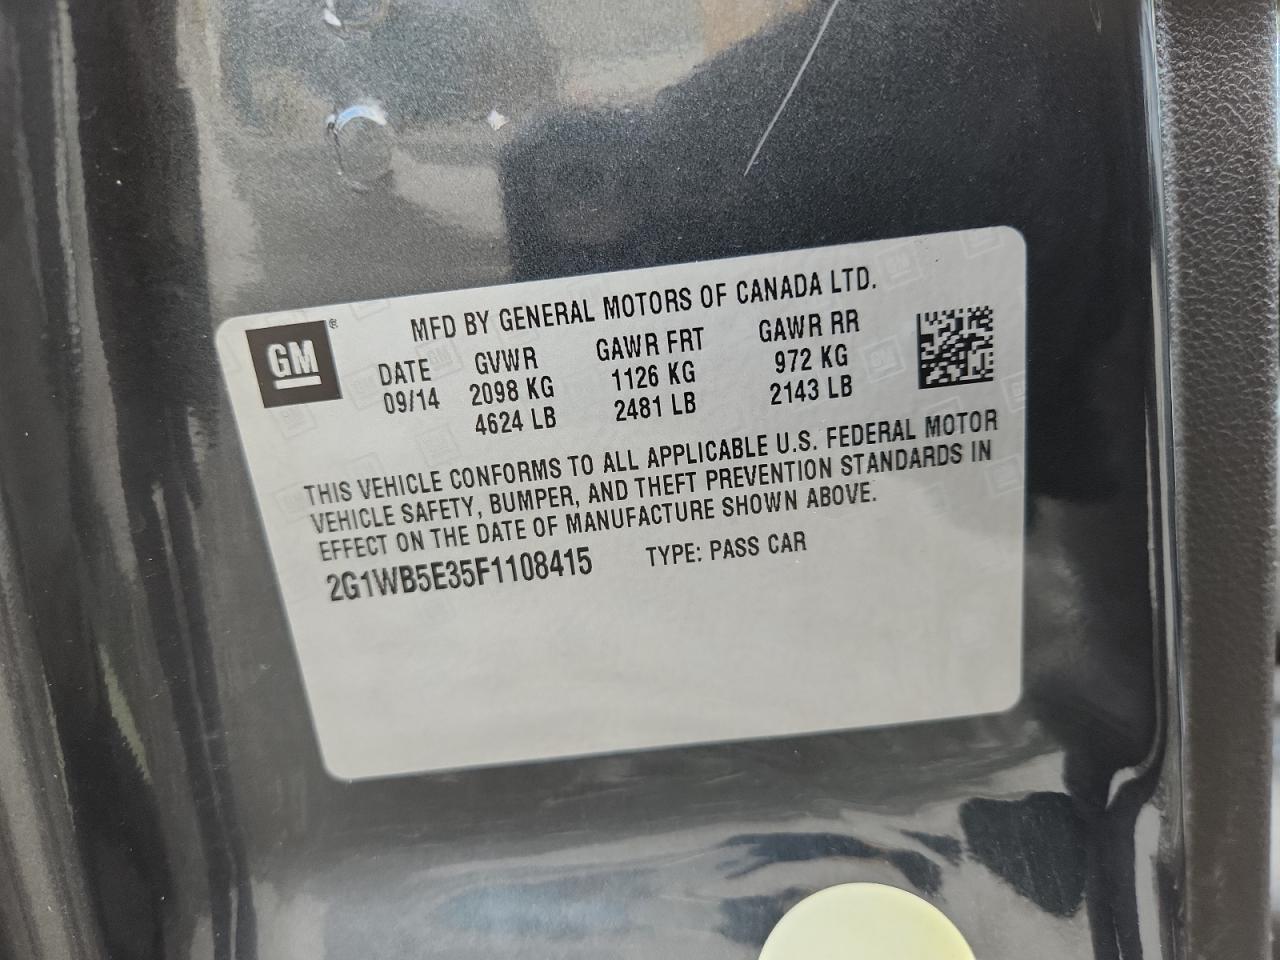 GM ®
MFD BY GENERAL MOTORS OF CANADA LTD.
DATE GVWR GAWR FRT GAWR RR
09/14 2098 KG 1126 KG 972 KG
4624 LB 2481 LB 2143 LB
THIS VEHICLE CONFORMS TO ALL APPLICABLE U.S. FEDERAL MOTOR
VEHICLE SAFETY, BUMPER, AND THEFT PREVENTION STANDARDS IN
EFFECT ON THE DATE OF MANUFACTURE SHOWN ABOVE.
2G1WB5E35F1108415 TYPE: PASS CAR